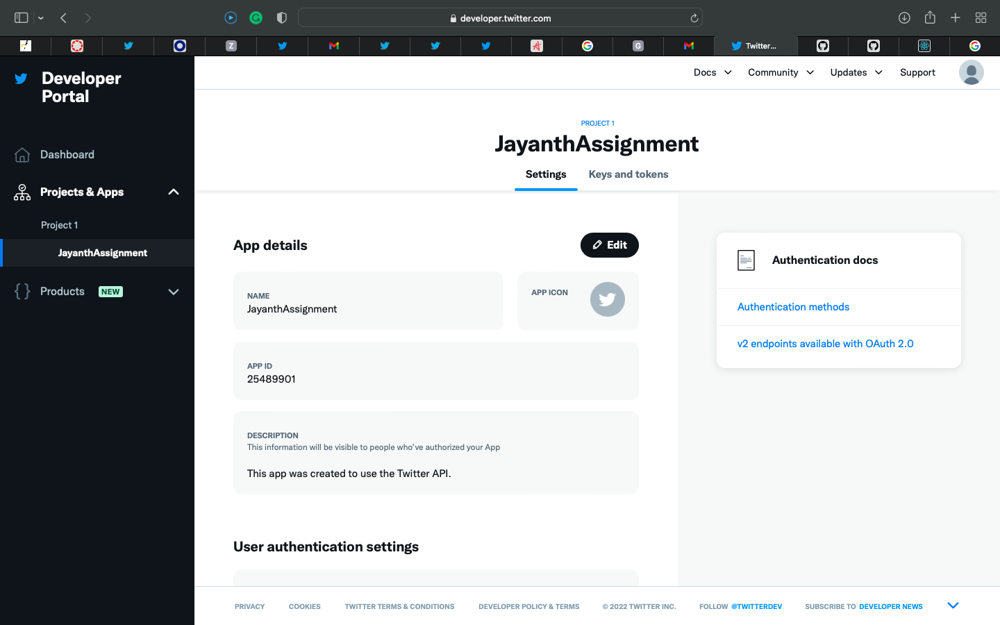 developer.twitter.com
Z
G
Twitter...
Developer
Portal
Docs
Community
Updates
Support
Dashboard
Projects & Apps
Project 1
JayanthAssignment
Products
NEW
PROJECT 1
JayanthAssignment
Settings
Keys and tokens
App details
Edit
NAME
JayanthAssignment
APP ICON
APP ID
25489901
DESCRIPTION
This information will be visible to people who've authorized your App
This app was created to use the Twitter API.
User authentication settings
Authentication docs
Authentication methods
v2 endpoints available with OAuth 2.0
PRIVACY
COOKIES
TWITTER TERMS & CONDITIONS
DEVELOPER POLICY & TERMS
© 2022 TWITTER INC.
FOLLOW @TWITTERDEV
SUBSCRIBE TO DEVELOPER NEWS